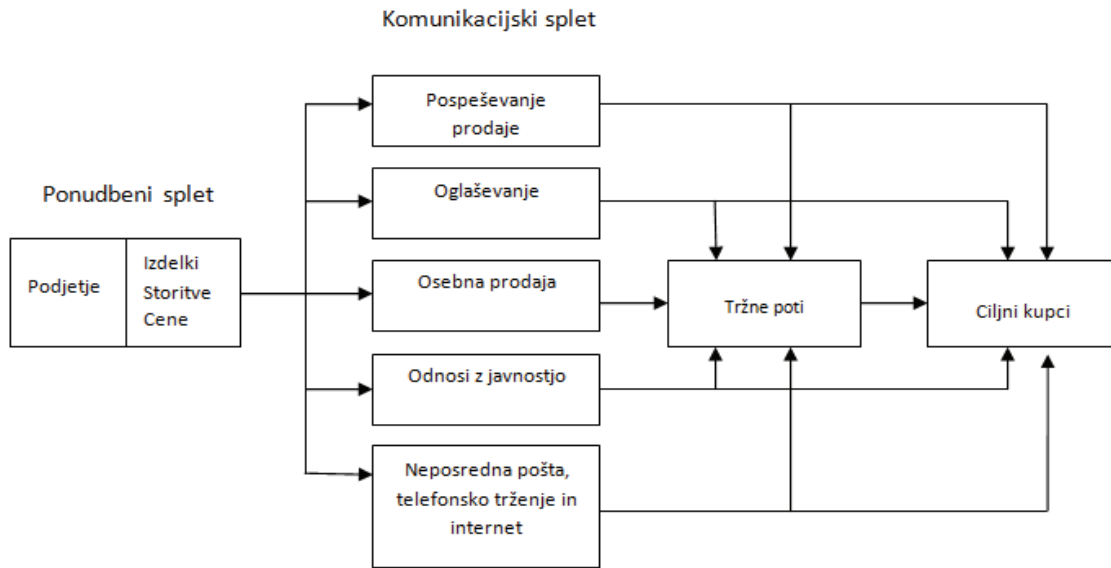 Komunikacijski splet
Pospeševanje
prodaje
Oglaševanje
Ponudbeni splet
Podjetje
Izdelki
Storitve
Cene
Osebna prodaja
Tržne poti
Ciljni kupci
Odnosi z javnostjo
Neposredna pošta,
telefonsko trženje in
internet